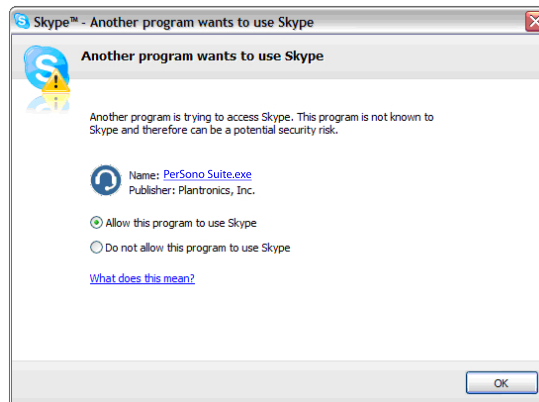 Skype™ - Another program wants to use Skype
Another program wants to use Skype
Another program is trying to access Skype. This program is not known to
Skype and therefore can be a potential security risk.
Name: PerSono Suite.exe
Publisher: Plantronics, Inc.
Allow this program to use Skype
Do not allow this program to use Skype
What does this mean?
OK